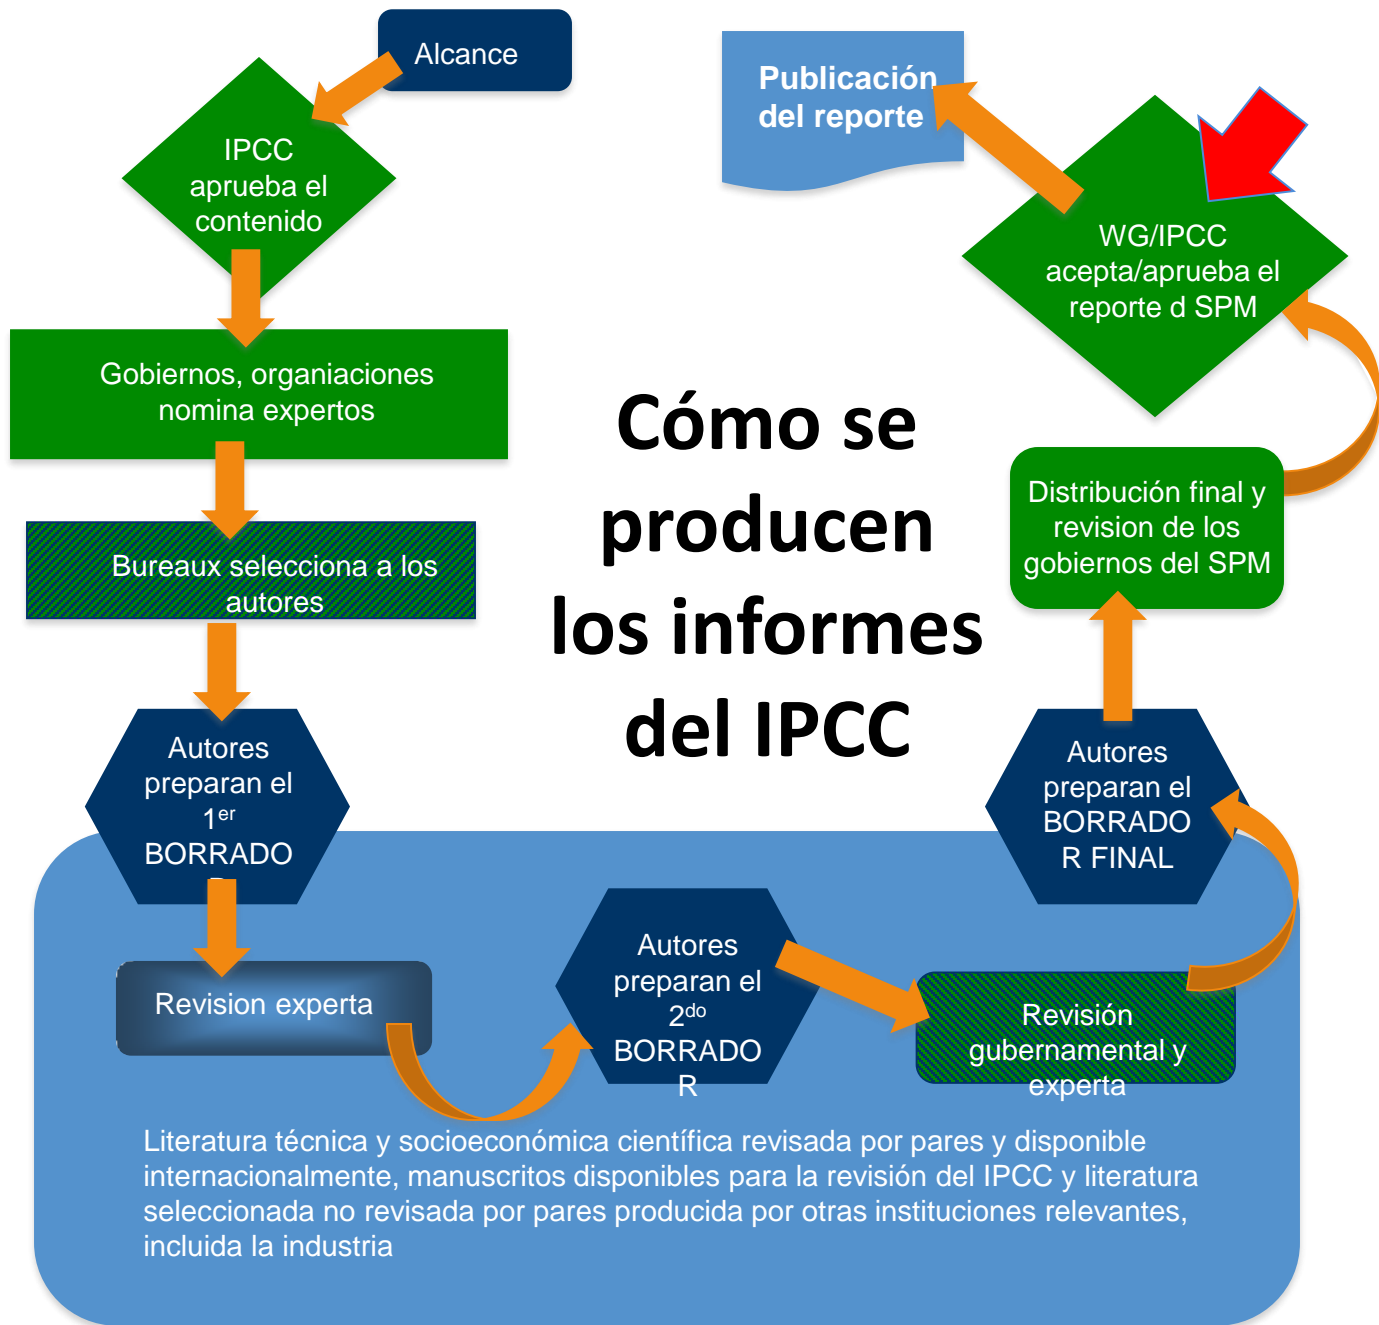 Alcance
IPCC
aprueba el
contenido
Gobiernos, organiaciones
nomina expertos
Bureaux selecciona a los
autores
Autores
preparan el
1er
BORRADO
Revision experta
Autores
preparan el
2do
BORRADO
R
Revisión
gubernamental y
experta
Autores
preparan el
BORRADO
R FINAL
Distribución final y
revision de los
gobiernos del SPM
WG/IPCC
acepta/aprueba el
reporte d SPM
Publicación
del reporte
Cómo se
producen
los informes
del IPCC
Literatura técnica y socioeconómica científica revisada por pares y disponible
internacionalmente, manuscritos disponibles para la revisión del IPCC y literatura
seleccionada no revisada por pares producida por otras instituciones relevantes,
incluida la industria